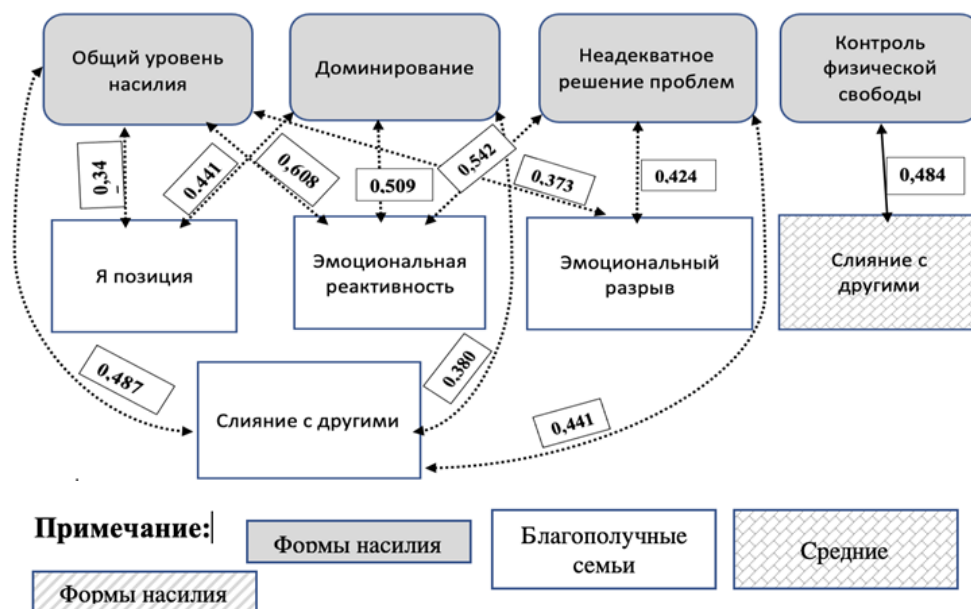 Общий уровень
насилия
Доминирование
Неадекватное
решение проблем
Контроль
физической
свободы
0,34
0.441
0,608
0.509
0,542
0.373
0,424
0,484
Я позиция
Эмоциональная
реактивность
Эмоциональный
разрыв
Слияние с
другими
0.487
Слияние с другими
0.380
0,441
Примечание:
Формы насилия
Благополучные
семьи
Средние
Формы насилия